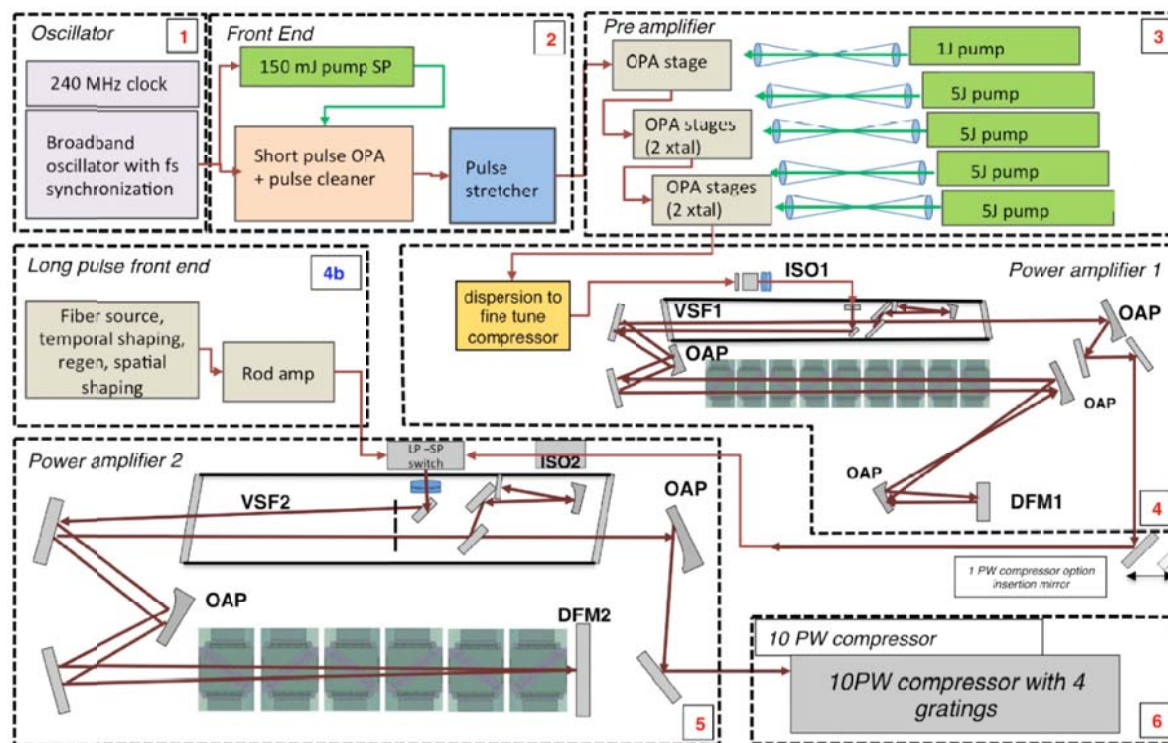 Oscillator
1
240 MHz clock
Broadband
oscillator with fs
synchronization
Front End
2
150 mJ pump SP
Short pulse OPA
+ pulse cleaner
Pulse
stretcher
Pre amplifier
3
OPA stage
OPA stages
(2 xtal)
OPA stages
(2 xtal)
1J pump
5J pump
5J pump
5J pump
5J pump
Long pulse front end
4b
Fiber source,
temporal shaping,
regen, spatial
shaping
Rod amp
Power amplifier 1
dispersion to
fine tune
compressor
ISO1
VSF1
OAP
OAP
OAP
OAP
DFM1
4
1 PW compressor option
insertion mirror
Power amplifier 2
LP -SP
switch
ISO2
VSF2
OAP
OAP
DFM2
5
10 PW compressor
10PW compressor with 4
gratings
6